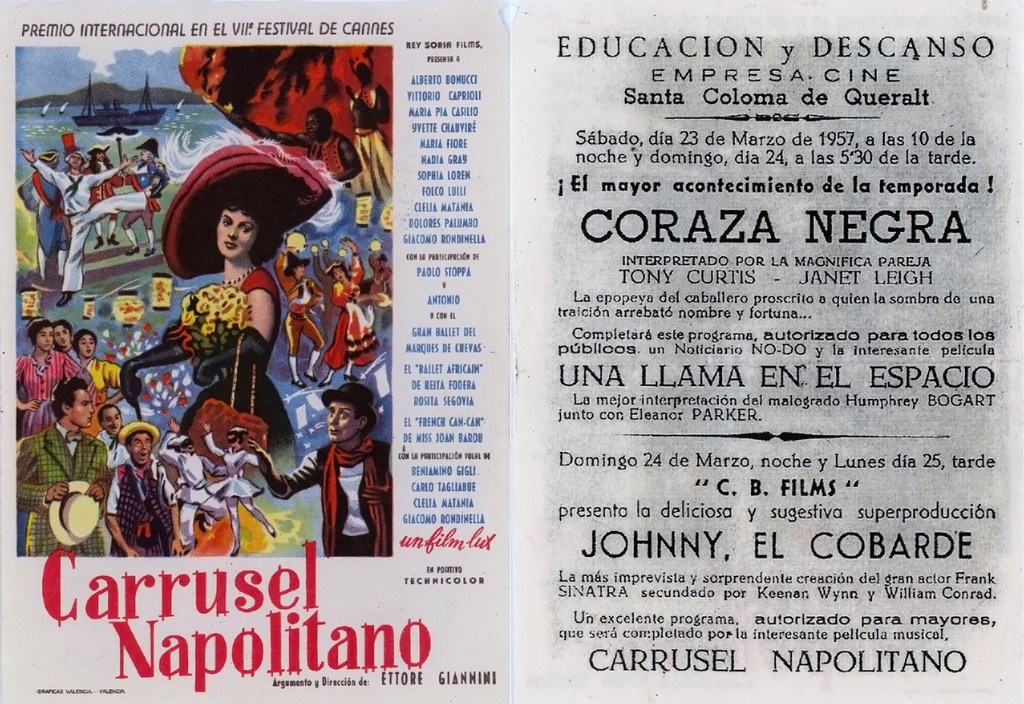 PREMIO INTERNACIONAL EN EL VII.º FESTIVAL DE CANNES
REY SORIA FILMS,
PRESENTA A
ALBERTO BONUCCI
VITTORIO CAPRIOLI
MARIA PIA CASILIO
YVETTE CHAUVIRÉ
MARIA FIORE
NADIA GRAY
SOPHIA LOREN
FOLCO LULLI
CLELIA MATANIA
DOLORES PALUMBO
GIACOMO RONDINELLA
CON LA PARTICIPACIÓN DE
PAOLO STOPPA
Y
ANTONIO
Y CON EL
GRAN BALLET DEL
MARQUES DE CUEVAS
EL "BALLET AFRICAIN"
DE KEITA FODEBA
ROSITA SEGOVIA
EL "FRENCH CAN-CAN"
DE MISS JOAN BAROU
CON LA PARTICIPACIÓN VOCAL DE
BENIAMINO GIGLI
CARLO TAGLIABUE
CLELIA MATANIA
GIACOMO RONDINELLA
un film lux
EN POSITIVO
TECHNICOLOR
Carrusel
Napolitano
Argumento y Dirección de: ETTORE GIANNINI
-GRAFICAS VALENCIA.-VALENCIA
EDUCACION y DESCANSO
EMPRESA-CINE
Santa Coloma de Queralt
Sábado, día 23 de Marzo de 1957, a las 10 de la
noche y domingo, día 24, a las 5'30 de la tarde.
¡El mayor acontecimiento de la temporada!
CORAZA NEGRA
INTERPRETADO POR LA MAGNIFICA PAREJA
TONY CURTIS - JANET LEIGH
La epopeya del caballero proscrito a quien la sombra de una
traición arrebató nombre y fortuna...
Completará este programa, autorizado para todos los
públicos, un Noticiario NO-DO y la interesante película
UNA LLAMA EN EL ESPACIO
La mejor interpretación del malogrado Humphrey BOGART
junto con Eleanor PARKER.
Domingo 24 de Marzo, noche y Lunes día 25, tarde
"C. B. FILMS"
presenta la deliciosa y sugestiva superproducción
JOHNNY, EL COBARDE
La más imprevista y sorprendente creación del gran actor Frank
SINATRA secundado por Keenan Wynn y William Conrad.
Un excelente programa, autorizado para mayores,
que será completado por la interesante película musical,
CARRUSEL NAPOLITANO